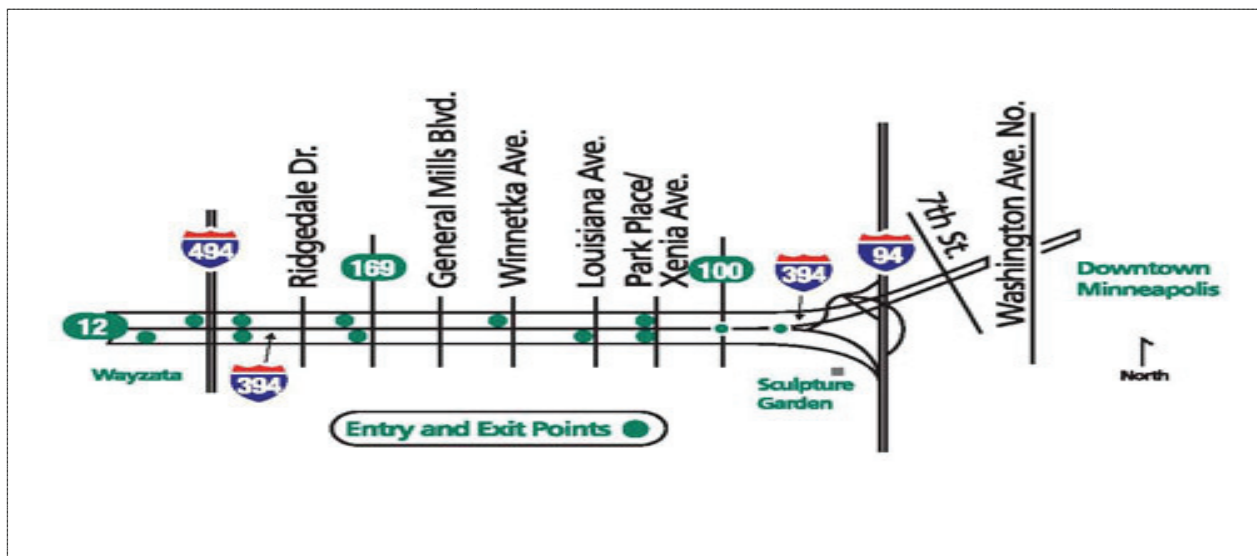 494
Ridgedale Dr.
169
General Mills Blvd.
Winnetka Ave.
Louisiana Ave.
Park Place/
Xenia Ave.
100
394
94
7th St.
Washington Ave. No.
Downtown
Minneapolis
12
Wayzata
394
Sculpture
Garden
North
Entry and Exit Points